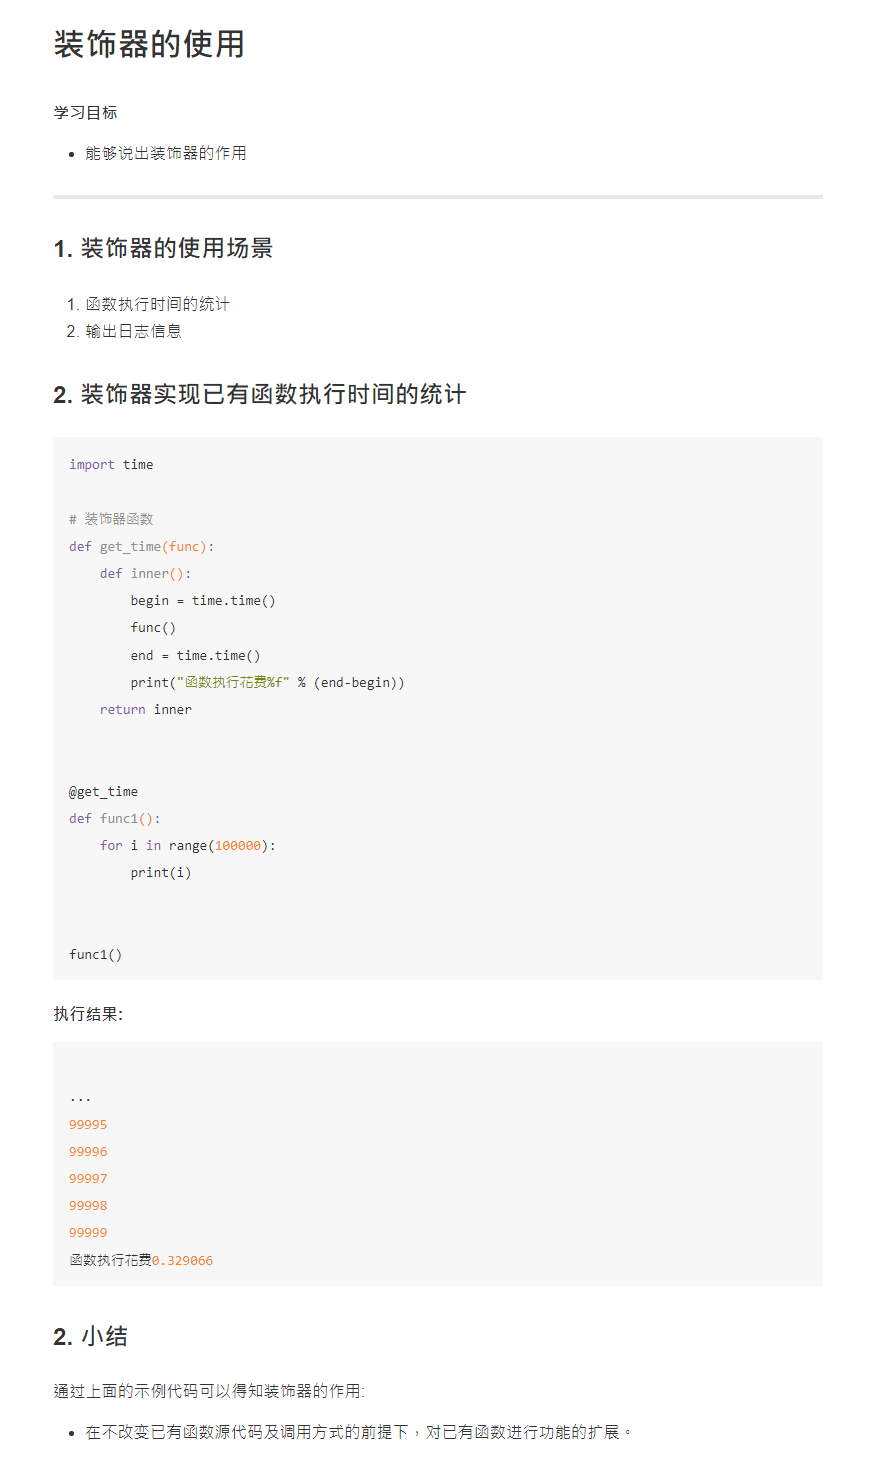 装饰器的使用
学习目标
• 能够说出装饰器的作用
1. 装饰器的使用场景
1. 函数执行时间的统计
2. 输出日志信息
2. 装饰器实现已有函数执行时间的统计
import time
# 装饰器函数
def get_time(func):
    def inner():
        begin = time.time()
        func()
        end = time.time()
        print("函数执行花费%f" % (end-begin))
    return inner
@get_time
def func1():
    for i in range(100000):
        print(i)
func1()
执行结果:
...
99995
99996
99997
99998
99999
函数执行花费0.329066
2. 小结
通过上面的示例代码可以得知装饰器的作用:
• 在不改变已有函数源代码及调用方式的前提下，对已有函数进行功能的扩展。